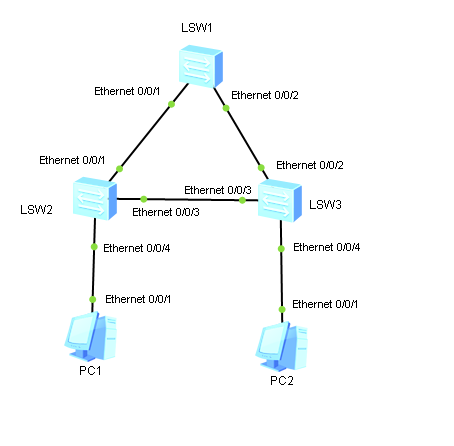 LSW1
Ethernet 0/0/1
Ethernet 0/0/2
Ethernet 0/0/1
Ethernet 0/0/2
Ethernet 0/0/3
LSW2
Ethernet 0/0/3
LSW3
Ethernet 0/0/4
Ethernet 0/0/4
Ethernet 0/0/1
Ethernet 0/0/1
PC1
PC2